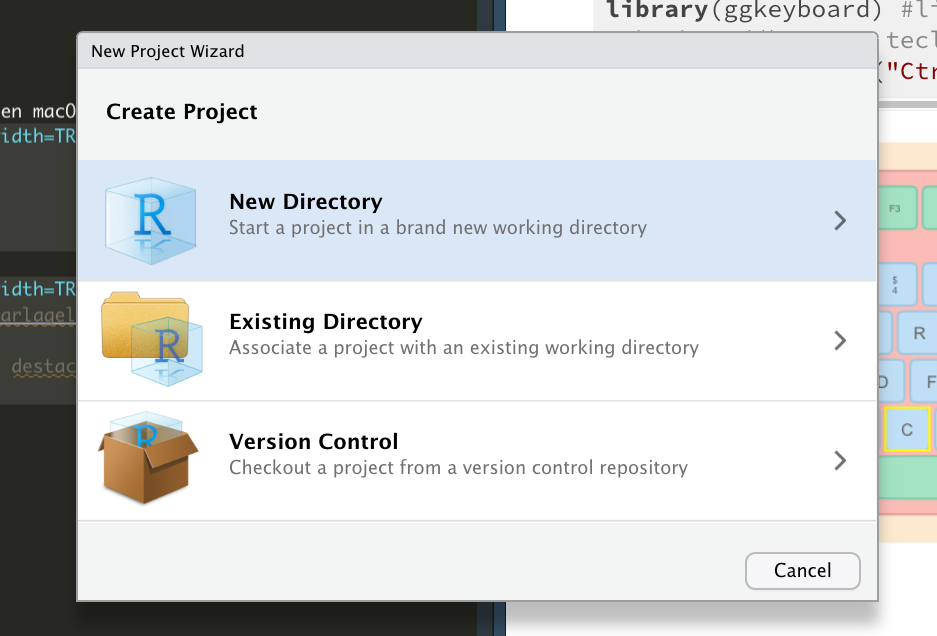 library(ggkeyboard) #li
New Project Wizard
tecl
("Ctr
en macO
idth=TR
Create Project
New Directory
Start a project in a brand new working directory
F3
idth=TR
arlagel
$
4
Existing Directory
Associate a project with an existing working directory
R
destac
D
F
Version Control
Checkout a project from a version control repository
C
Cancel